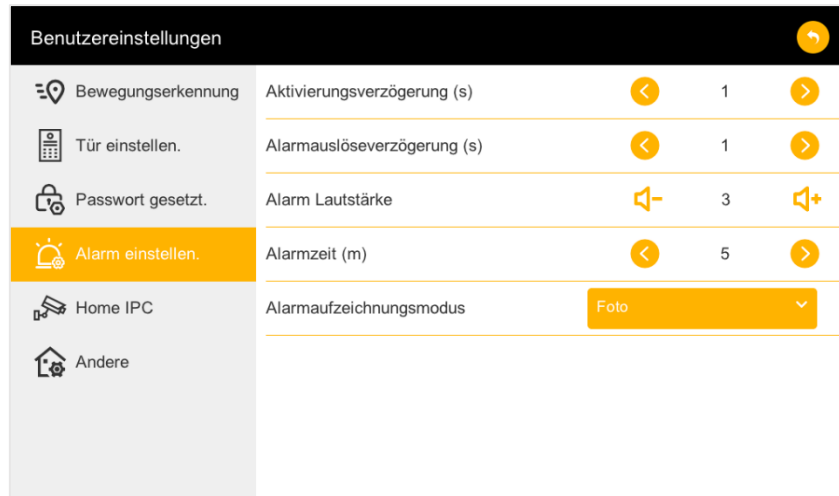 Benutzereinstellungen
Bewegungserkennung
Tür einstellen.
Passwort gesetzt.
Alarm einstellen.
Home IPC
Andere
Aktivierungsverzögerung (s) 1
Alarmauslöseverzögerung (s) 1
Alarm Lautstärke 3
Alarmzeit (m) 5
Alarmaufzeichnungsmodus Foto